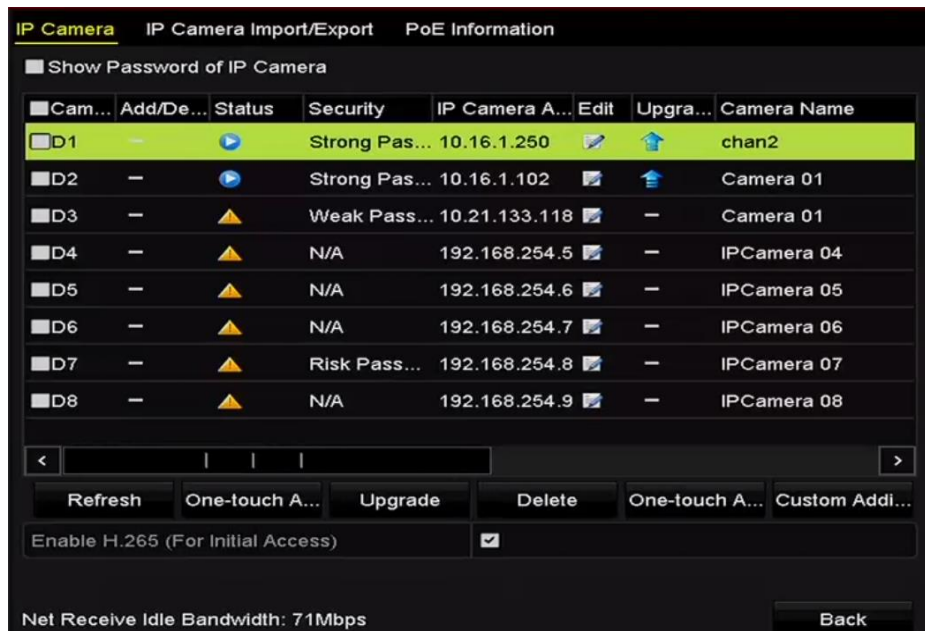 IP Camera IP Camera Import/Export PoE Information
Show Password of IP Camera
Cam... Add/De... Status Security IP Camera A... Edit Upgra... Camera Name
D1 – Strong Pas... 10.16.1.250 chan2
D2 – Strong Pas... 10.16.1.102 Camera 01
D3 – Weak Pass... 10.21.133.118 – Camera 01
D4 – N/A 192.168.254.5 – IPCamera 04
D5 – N/A 192.168.254.6 – IPCamera 05
D6 – N/A 192.168.254.7 – IPCamera 06
D7 – Risk Pass... 192.168.254.8 – IPCamera 07
D8 – N/A 192.168.254.9 – IPCamera 08
< >
Refresh One-touch A... Upgrade Delete One-touch A... Custom Addi...
Enable H.265 (For Initial Access)
Net Receive Idle Bandwidth: 71Mbps Back